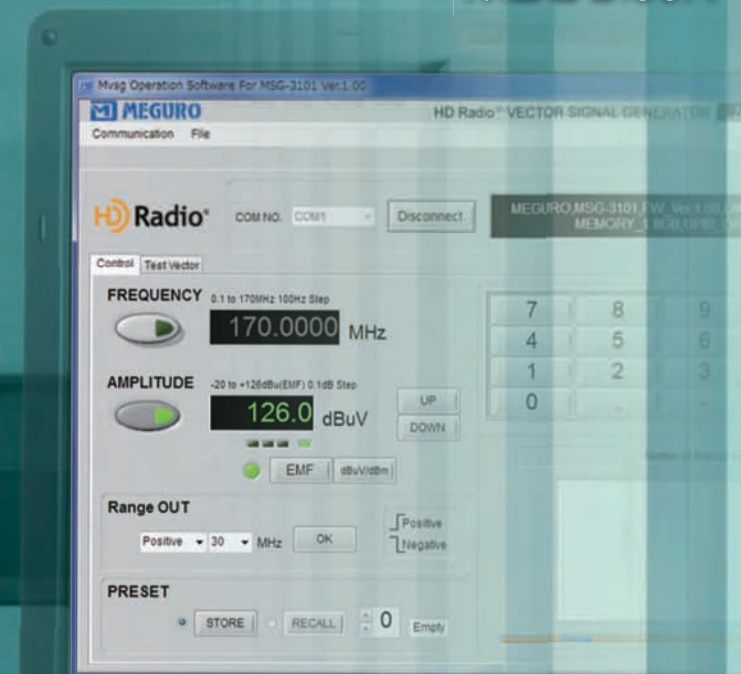 Mvsg Operation Software For MSG-3101 Ver.1.00
MEGURO
HD Radio™ VECTOR SIGNAL GENERATOR
Communication File
HD Radio®
COM NO. COM1 Disconnect
MEGURO,MSG-3101,FW Ver.1.00
Control Test Vector
FREQUENCY 0.1 to 170MHz 100Hz Step
170.0000 MHz
AMPLITUDE -20 to +126dBu(EMF) 0.1dB Step
126.0 dBuV
UP
DOWN
EMF dBuV/dBm
7 8 9
4 5 6
1 2 3
0 . -
Range OUT
Positive 30 MHz OK
Positive
Negative
PRESET
STORE RECALL 0 Empty